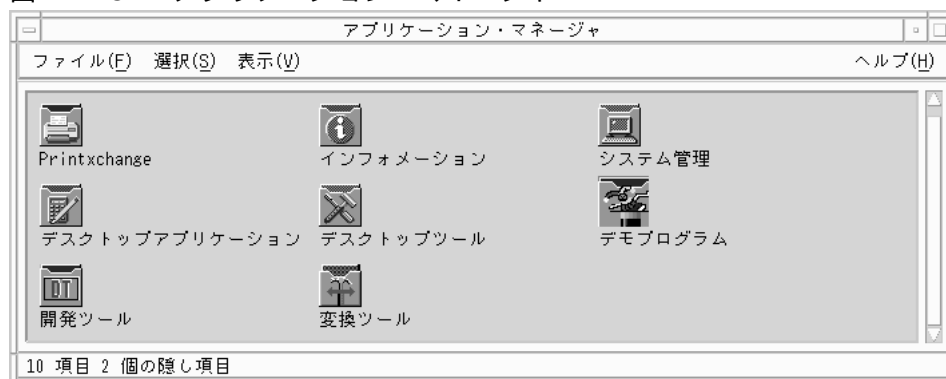 アプリケーション・マネージャ
ファイル(F) 選択(S) 表示(V) ヘルプ(H)
Printxchange インフォメーション システム管理
デスクトップアプリケーション デスクトップツール デモプログラム
DT
開発ツール 変換ツール
10 項目 2 個の隠し項目